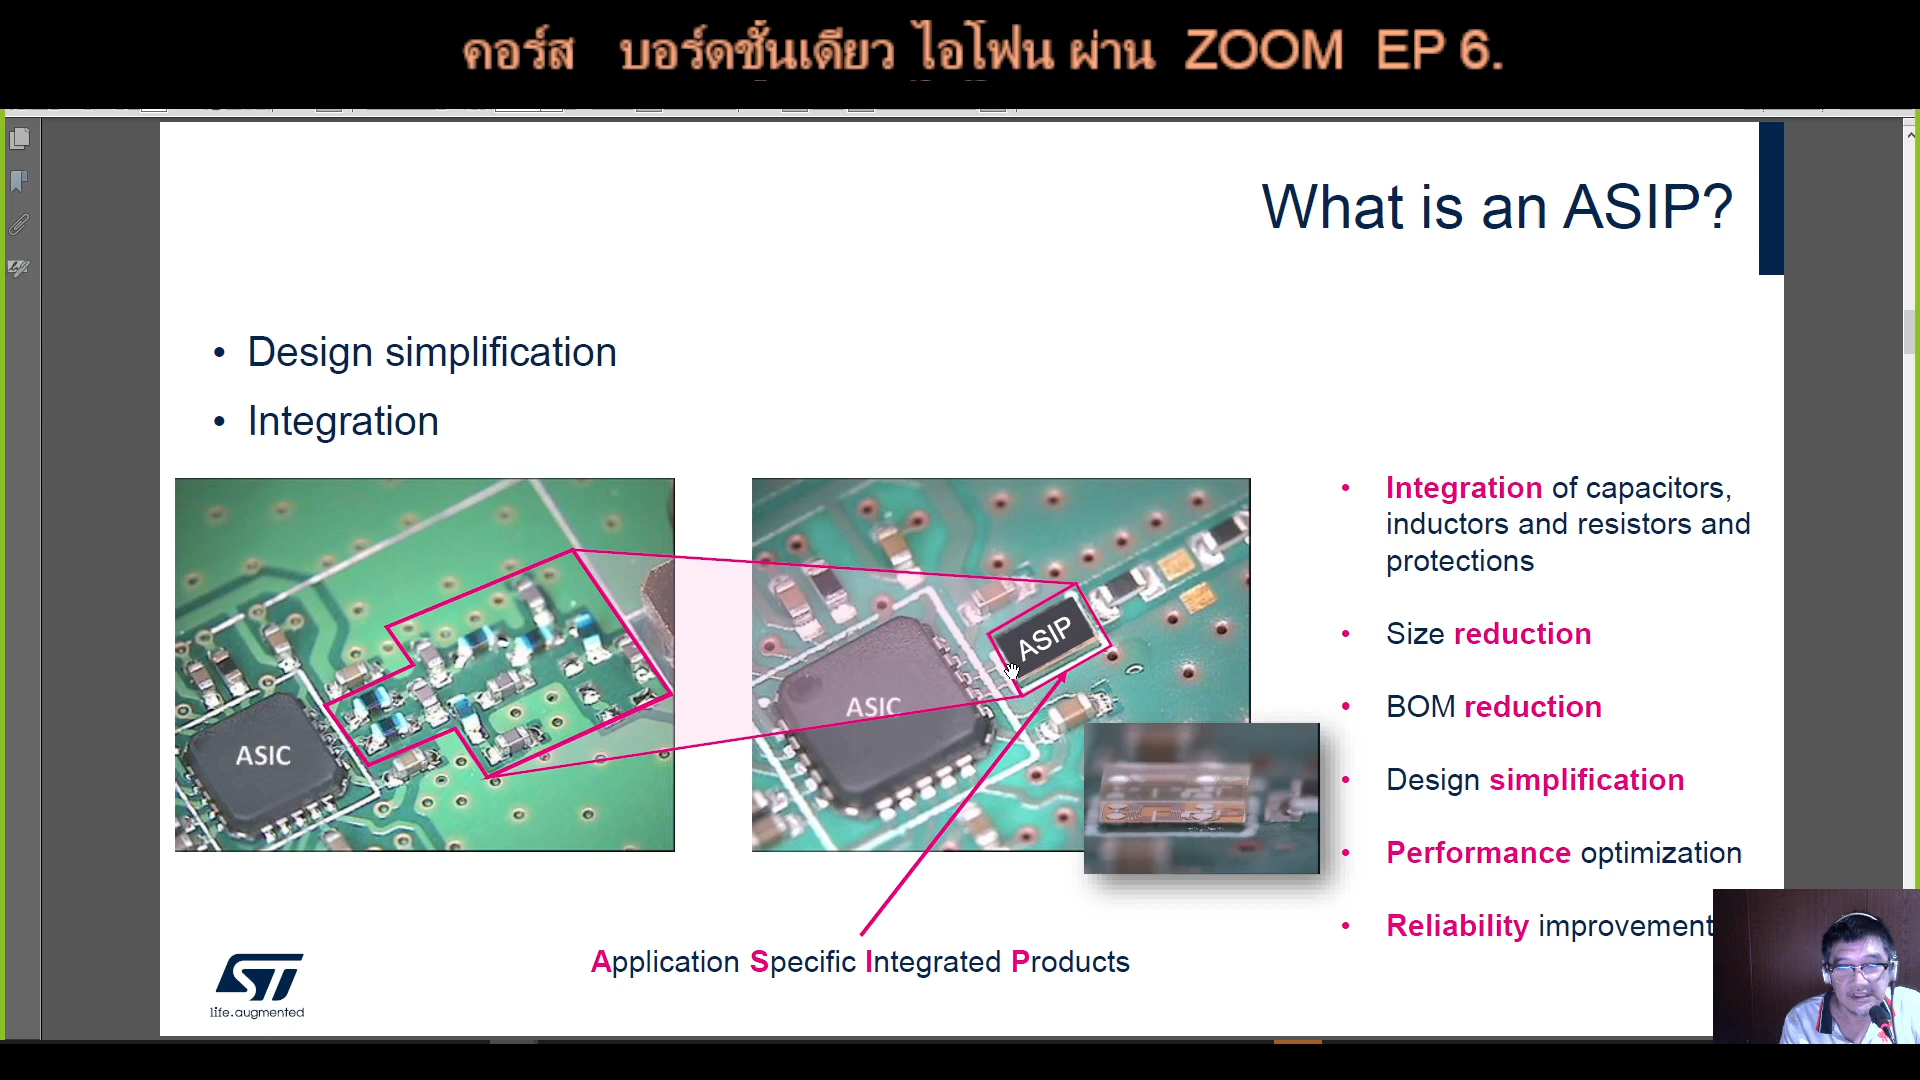 คอร์ส บอร์ดชั้นเดียว ไอโฟน ผ่าน ZOOM EP 6.
What is an ASIP?
• Design simplification
• Integration
ASIC
ASIC
ASIP
• Integration of capacitors,
inductors and resistors and
protections
• Size reduction
• BOM reduction
• Design simplification
• Performance optimization
• Reliability improvement
Application Specific Integrated Products
ST
life.augmented